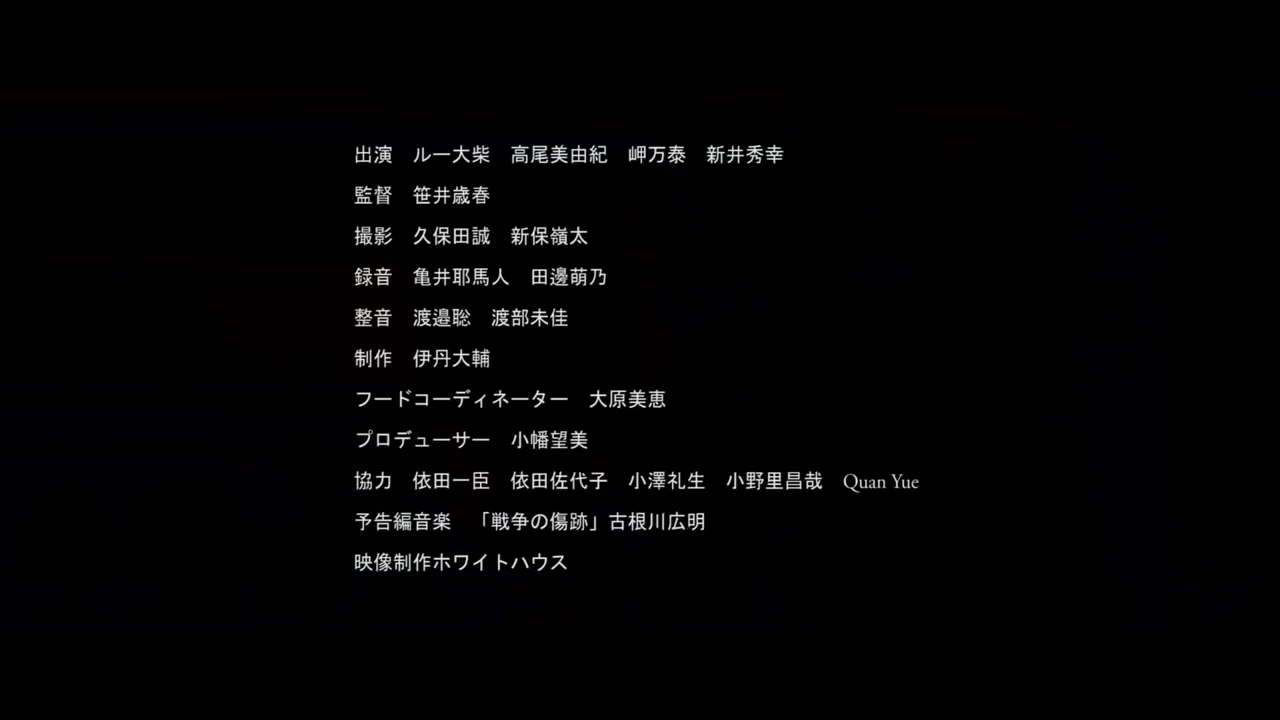 出演　ルー大柴　高尾美由紀　岬万泰　新井秀幸
監督　笹井歳春
撮影　久保田誠　新保嶺太
録音　亀井耶馬人　田邊萌乃
整音　渡邉聡　渡部未佳
制作　伊丹大輔
フードコーディネーター　大原美恵
プロデューサー　小幡望美
協力　依田一臣　依田佐代子　小澤礼生　小野里昌哉　Quan Yue
予告編音楽　「戦争の傷跡」古根川広明
映像制作ホワイトハウス